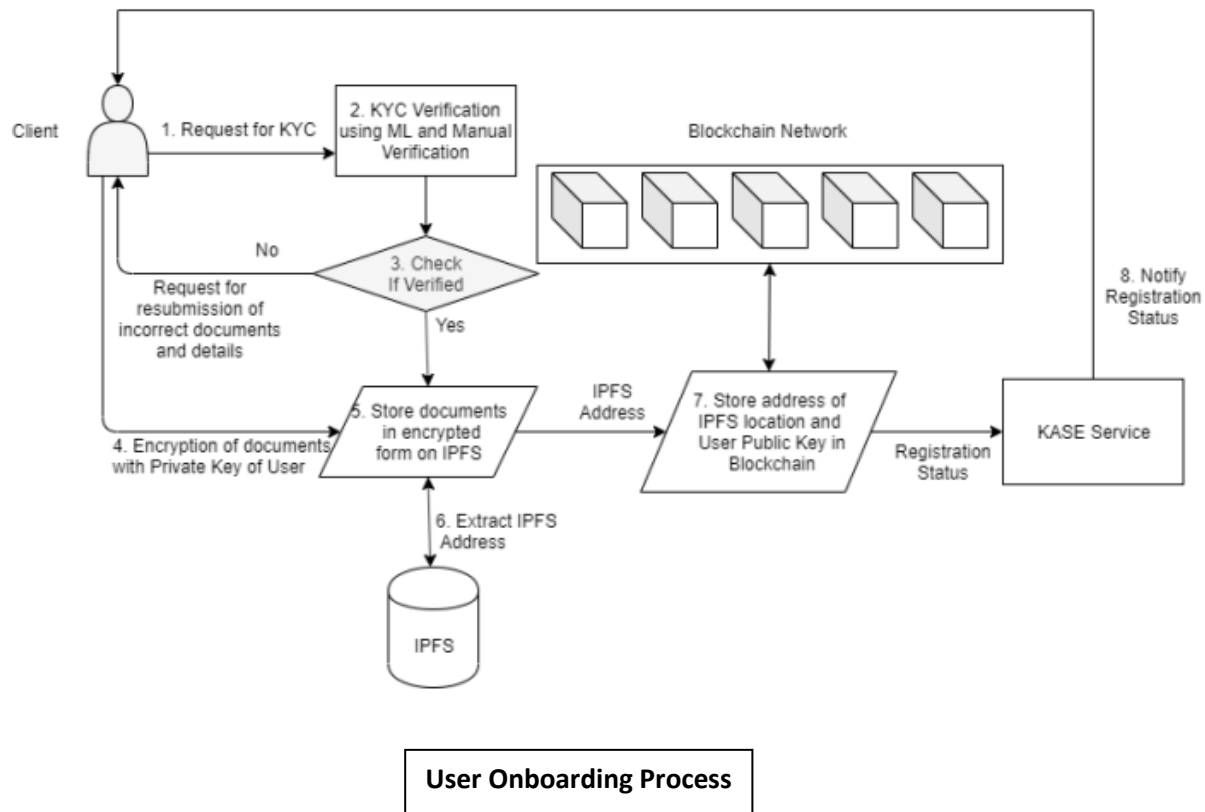 Client
1. Request for KYC
2. KYC Verification
using ML and Manual
Verification
Blockchain Network
No
3. Check
If Verified
Request for
resubmission of
incorrect documents
and details
Yes
8. Notify
Registration
Status
4. Encryption of documents
with Private Key of User
5. Store documents
in encrypted
form on IPFS
IPFS
Address
7. Store address of
IPFS location and
User Public Key in
Blockchain
Registration
Status
KASE Service
6. Extract IPFS
Address
IPFS
User Onboarding Process